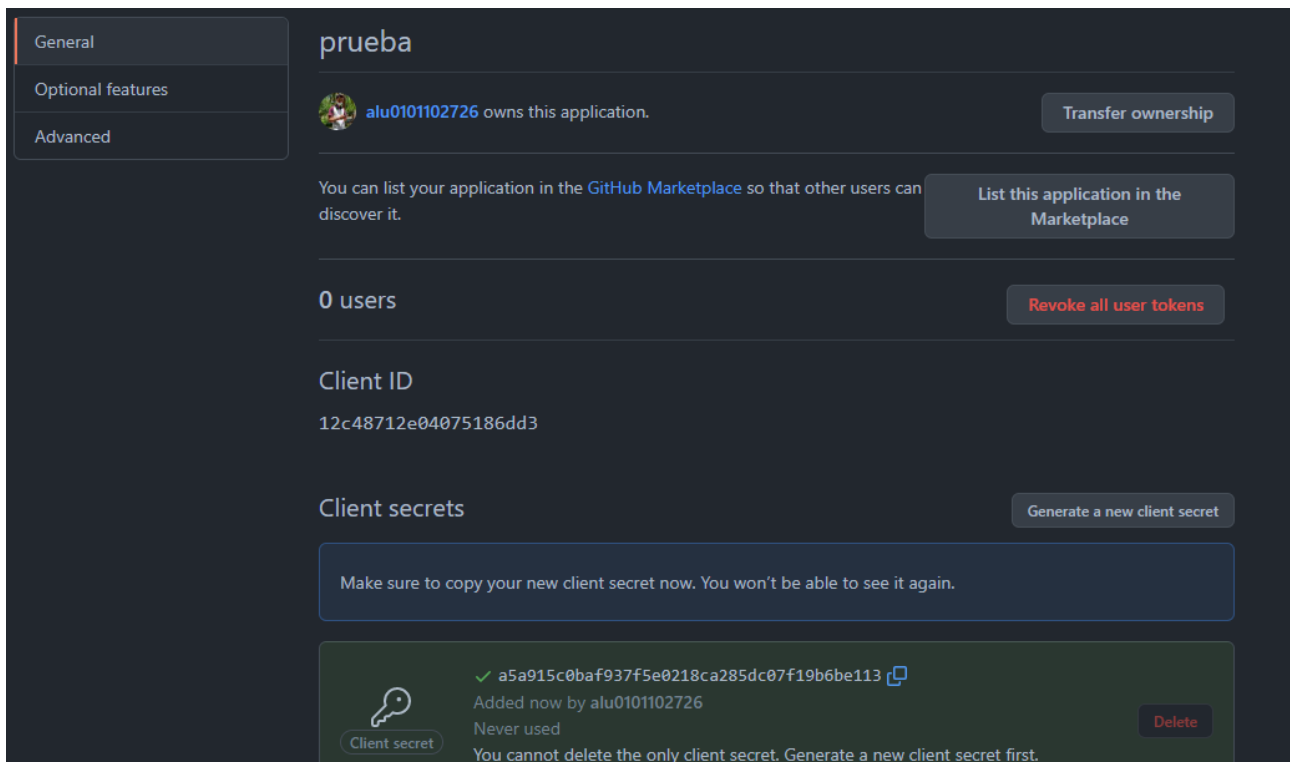 General
Optional features
Advanced
prueba
alu0101102726 owns this application.
Transfer ownership
You can list your application in the GitHub Marketplace so that other users can
discover it.
List this application in the
Marketplace
0 users
Revoke all user tokens
Client ID
12c48712e04075186dd3
Client secrets
Generate a new client secret
Make sure to copy your new client secret now. You won’t be able to see it again.
a5a915c0baf937f5e0218ca285dc07f19b6be113
Added now by alu0101102726
Never used
You cannot delete the only client secret. Generate a new client secret first.
Client secret
Delete